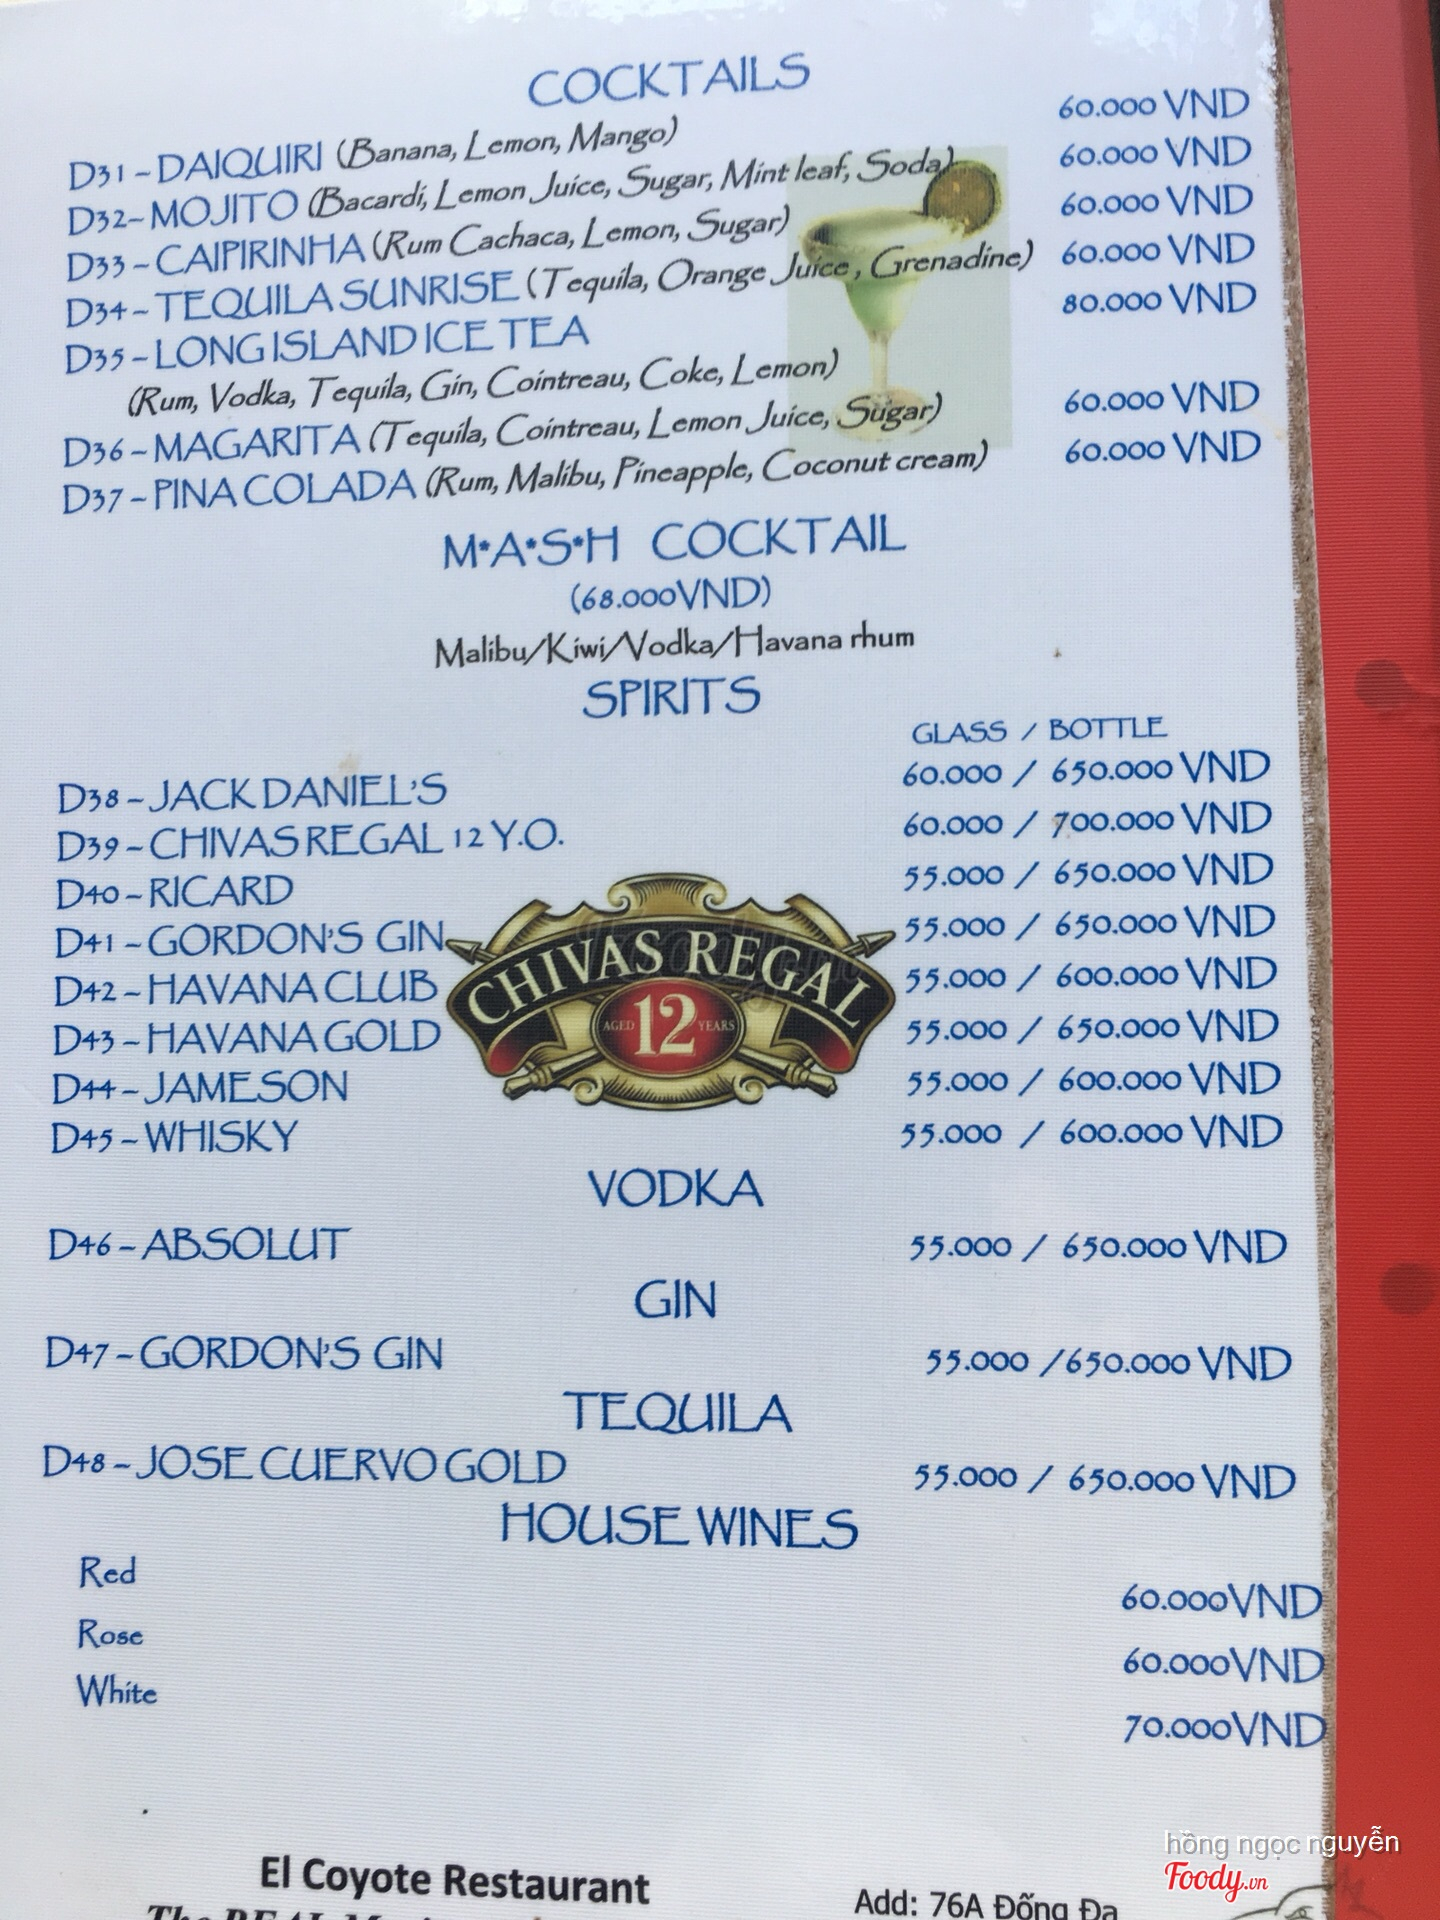 COCKTAILS
D31 - DAIQUIRI (Banana, Lemon, Mango) 60.000 VND
D32- MOJITO (Bacardi, Lemon Juice, Sugar, Mint leaf, Soda) 60.000 VND
D33 - CAIPIRINHA (Rum Cachaca, Lemon, Sugar) 60.000 VND
D34 - TEQUILA SUNRISE (Tequila, Orange Juice, Grenadine) 60.000 VND
D35 - LONG ISLAND ICE TEA 80.000 VND
(Rum, Vodka, Tequila, Gin, Cointreau, Coke, Lemon)
D36 - MAGARITA (Tequila, Cointreau, Lemon Juice, Sugar) 60.000 VND
D37 - PINA COLADA (Rum, Malibu, Pineapple, Coconut cream) 60.000 VND
M*A*S*H COCKTAIL
(68.000VND)
Malibu/Kiwi/Vodka/Havana rhum
SPIRITS
GLASS / BOTTLE
D38 - JACK DANIEL'S 60.000 / 650.000 VND
D39 - CHIVAS REGAL 12 Y.O. 60.000 / 700.000 VND
D40 - RICARD 55.000 / 650.000 VND
D41 - GORDON'S GIN 55.000 / 650.000 VND
D42 - HAVANA CLUB 55.000 / 600.000 VND
D43 - HAVANA GOLD 55.000 / 650.000 VND
D44 - JAMESON 55.000 / 600.000 VND
D45 - WHISKY 55.000 / 600.000 VND
CHIVAS REGAL
AGED 12 YEARS
VODKA
D46 - ABSOLUT 55.000 / 650.000 VND
GIN
D47 - GORDON'S GIN 55.000 /650.000 VND
TEQUILA
D48 - JOSE CUERVO GOLD 55.000 / 650.000 VND
HOUSE WINES
Red 60.000VND
Rose 60.000VND
White 70.000VND
El Coyote Restaurant
Add: 76A Đống Đa
The REAL
hồng ngọc nguyễn
Foody.vn